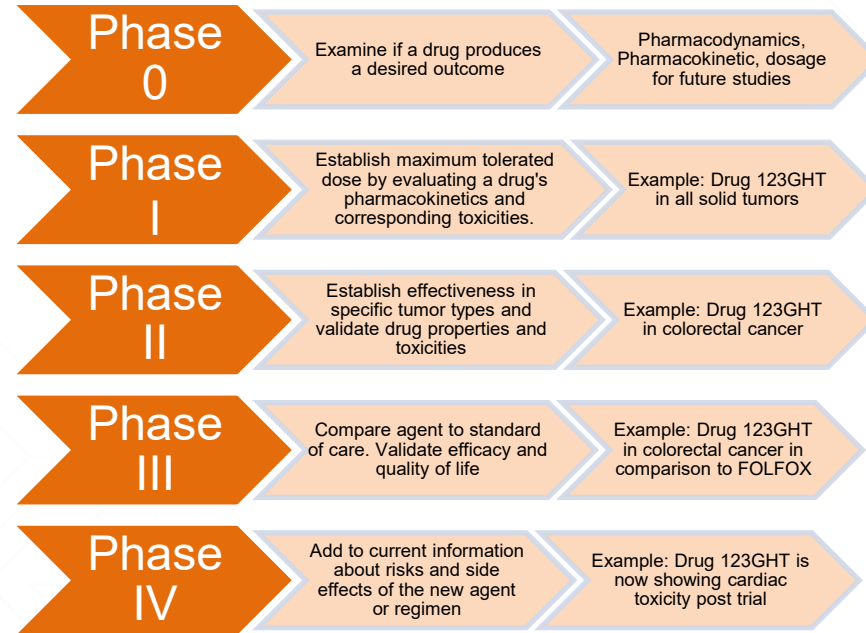 Phase
0
Examine if a drug produces
a desired outcome
Pharmacodynamics,
Pharmacokinetic, dosage
for future studies
Phase
I
Establish maximum tolerated
dose by evaluating a drug's
pharmacokinetics and
corresponding toxicities.
Example: Drug 123GHT
in all solid tumors
Phase
II
Establish effectiveness in
specific tumor types and
validate drug properties and
toxicities
Example: Drug 123GHT
in colorectal cancer
Phase
III
Compare agent to standard
of care. Validate efficacy and
quality of life
Example: Drug 123GHT
in colorectal cancer in
comparison to FOLFOX
Phase
IV
Add to current information
about risks and side
effects of the new agent
or regimen
Example: Drug 123GHT is
now showing cardiac
toxicity post trial